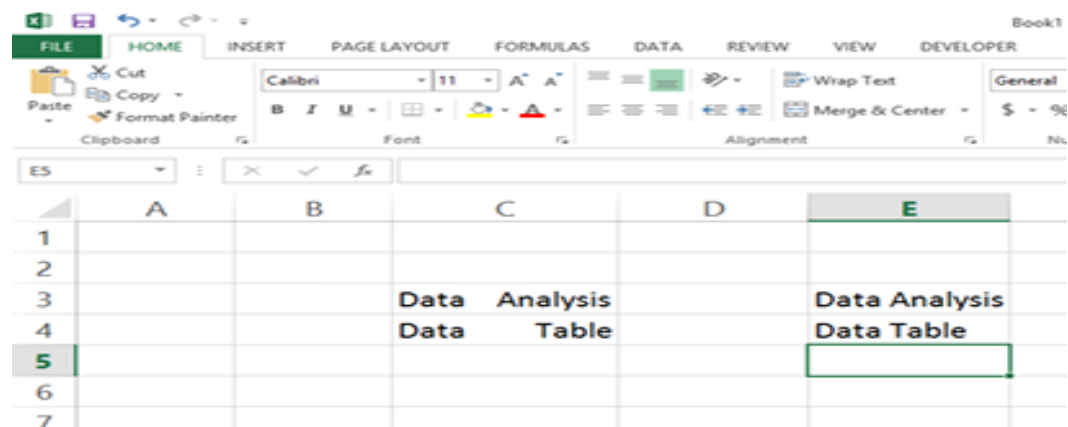 Book1
FILE HOME INSERT PAGE LAYOUT FORMULAS DATA REVIEW VIEW DEVELOPER
Cut
Copy
Paste
Format Painter
Calibri 11
B I U
Wrap Text
Merge & Center
General
$ %
Clipboard Font Alignment
E5 fx
A B C D E
1
2
3 Data Analysis Data Analysis
4 Data Table Data Table
5
6
7